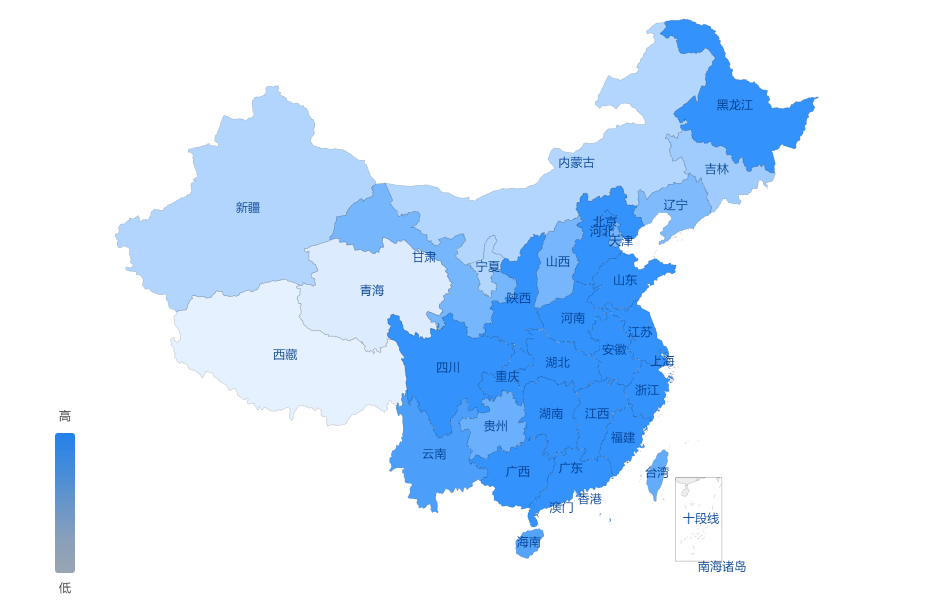 黑龙江
内蒙古
吉林
新疆
辽宁
北京
河北
天津
甘肃
山西
宁夏
山东
青海
陕西
河南
江苏
安徽
西藏
上海
湖北
四川
重庆
浙江
湖南
江西
高
贵州
福建
云南
广东
广西
台湾
香港
澳门
十段线
海南
南海诸岛
低